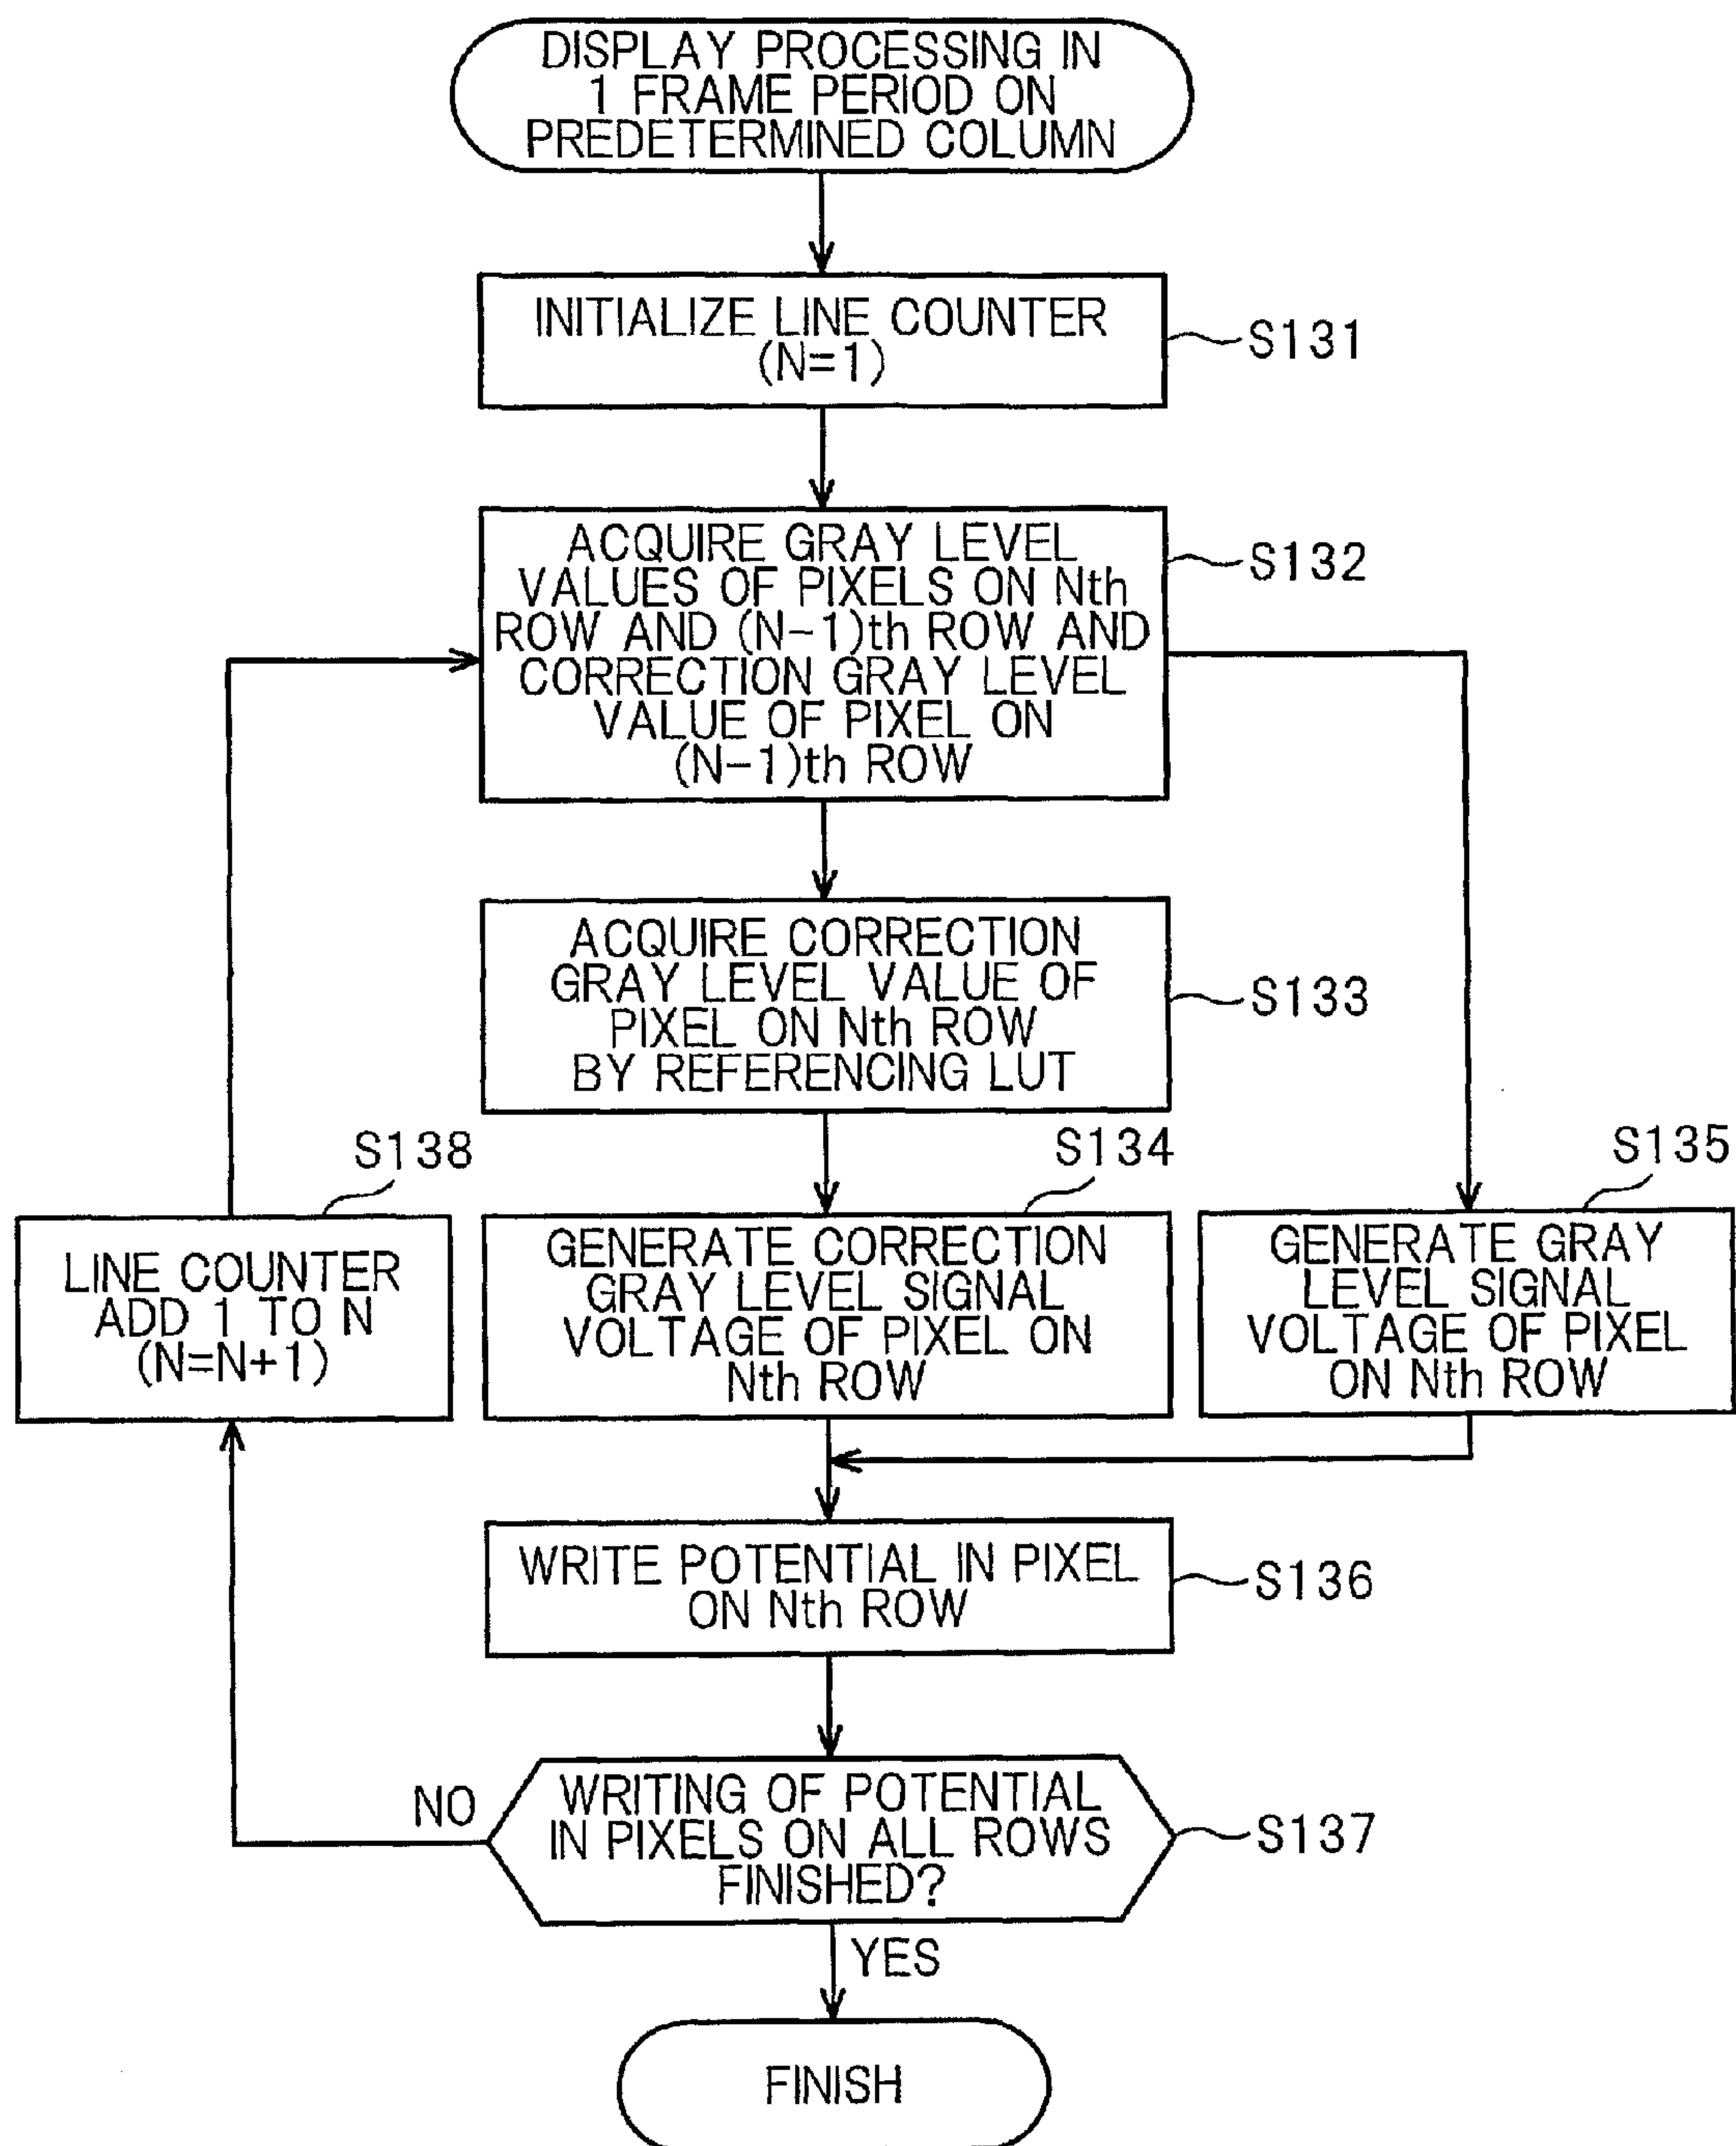 DISPLAY PROCESSING IN
1 FRAME PERIOD ON
PREDETERMINED COLUMN
INITIALIZE LINE COUNTER
(N=1)
S131
ACQUIRE GRAY LEVEL
VALUES OF PIXELS ON Nth
ROW AND (N-1)th ROW AND
CORRECTION GRAY LEVEL
VALUE OF PIXEL ON
(N-1)th ROW
S132
ACQUIRE CORRECTION
GRAY LEVEL VALUE OF
PIXEL ON Nth ROW
BY REFERENCING LUT
S133
S138
LINE COUNTER
ADD 1 TO N
(N=N+1)
S134
GENERATE CORRECTION
GRAY LEVEL SIGNAL
VOLTAGE OF PIXEL ON
Nth ROW
S135
GENERATE GRAY
LEVEL SIGNAL
VOLTAGE OF PIXEL
ON Nth ROW
WRITE POTENTIAL IN PIXEL
ON Nth ROW
S136
NO
WRITING OF POTENTIAL
IN PIXELS ON ALL ROWS
FINISHED?
S137
YES
FINISH